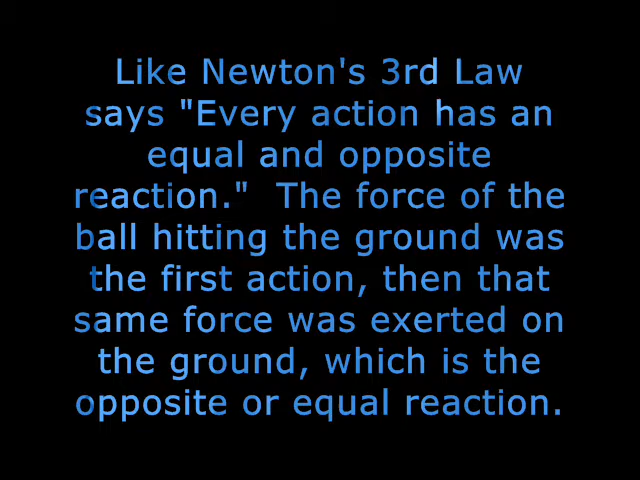 Like Newton's 3rd Law
says "Every action has an
equal and opposite
reaction."  The force of the
ball hitting the ground was
the first action, then that
same force was exerted on
the ground, which is the
opposite or equal reaction.